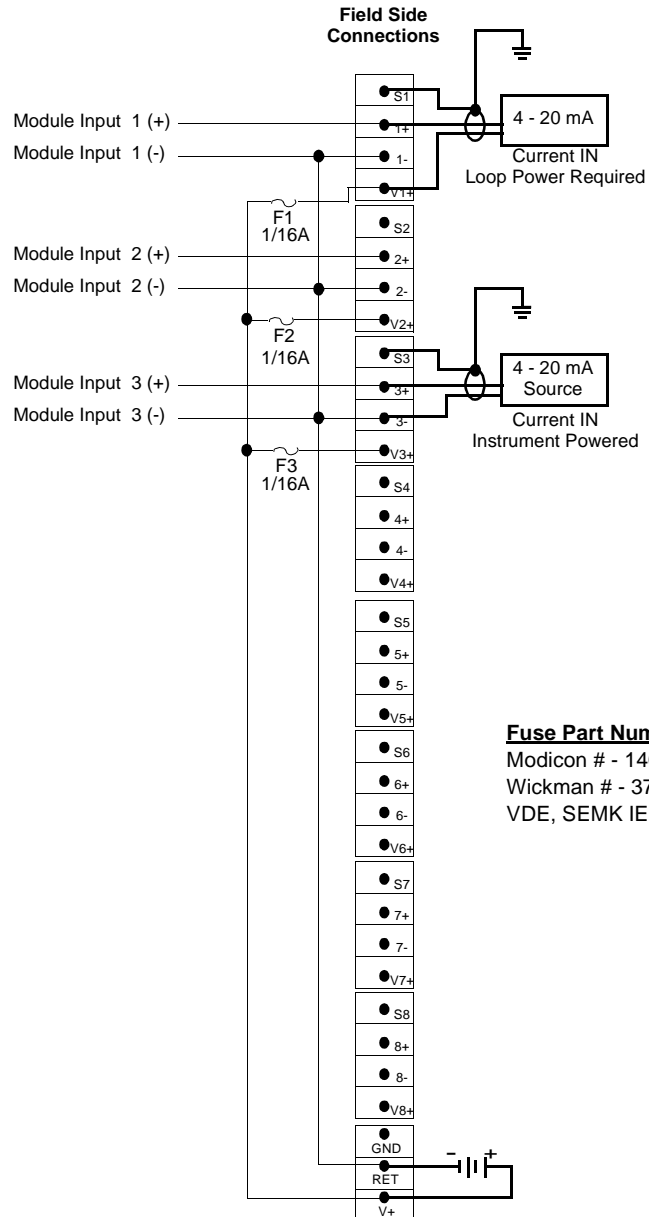 Field Side
Connections
S1
Module Input 1 (+)
1+
4 - 20 mA
Module Input 1 (-)
1-
Current IN
Loop Power Required
V1+
F1
1/16A
S2
Module Input 2 (+)
2+
Module Input 2 (-)
2-
V2+
F2
1/16A
S3
4 - 20 mA
Source
Module Input 3 (+)
3+
Module Input 3 (-)
3-
Current IN
Instrument Powered
V3+
F3
1/16A
S4
4+
4-
V4+
S5
5+
5-
V5+
Fuse Part Num
S6
Modicon # - 14
6+
Wickman # - 37
6-
VDE, SEMK IE
V6+
S7
7+
7-
V7+
S8
8+
8-
V8+
GND
- +
RET
V+